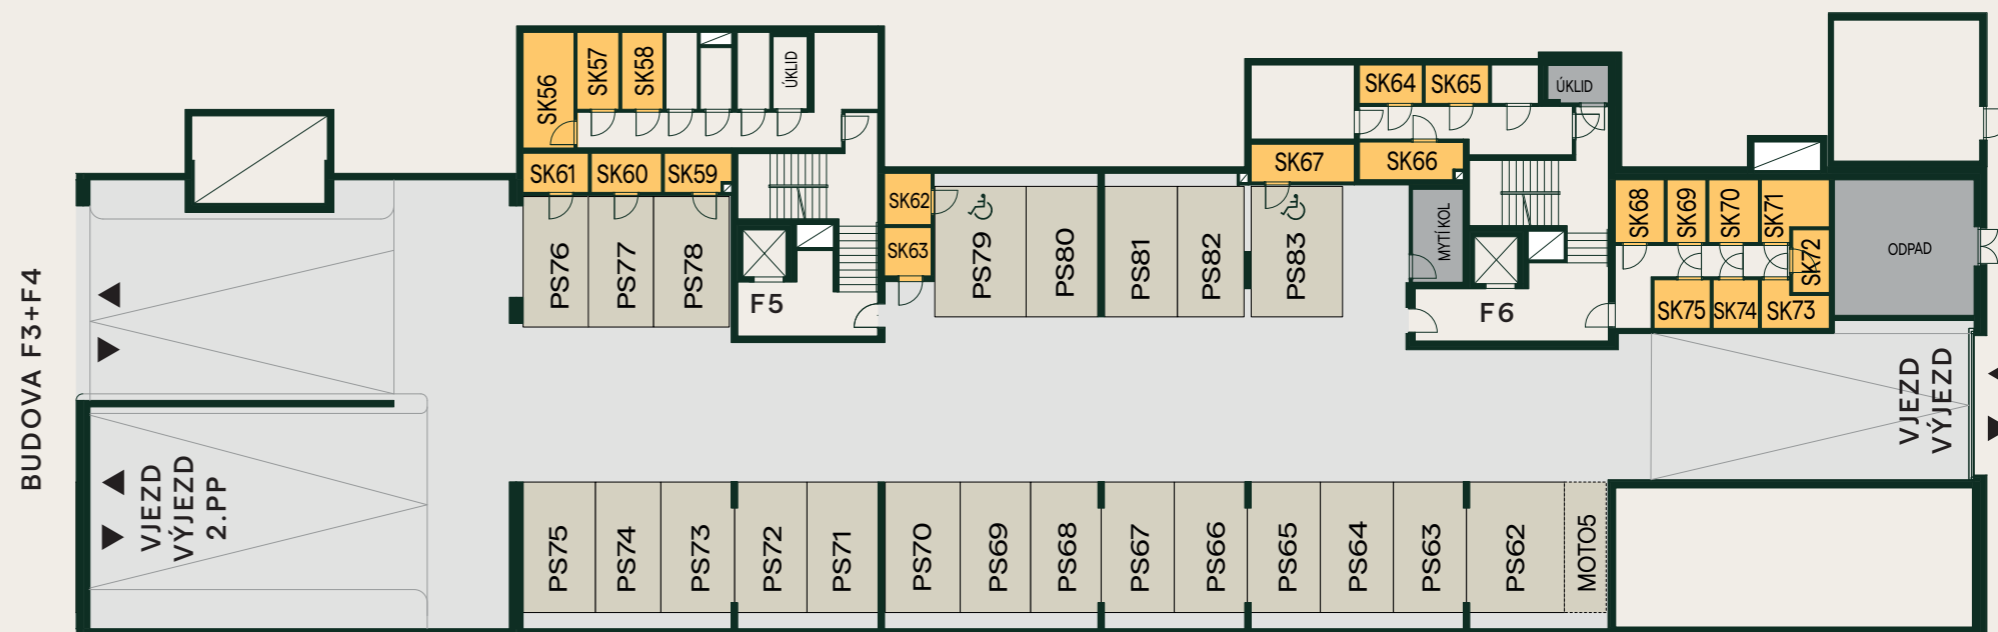 BUDOVA F3+F4
VJEZD
VÝJEZD
2.PP
SK56
SK57
SK58
ÚKLID
SK61
SK60
SK59
PS76
PS77
PS78
F5
SK62
SK63
PS79
PS80
PS81
PS82
PS83
SK64
SK65
ÚKLID
SK67
SK66
MYTÍ KOL
F6
SK68
SK69
SK70
SK71
SK72
SK75
SK74
SK73
ODPAD
VJEZD
VÝJEZD
PS75
PS74
PS73
PS72
PS71
PS70
PS69
PS68
PS67
PS66
PS65
PS64
PS63
PS62
MOTO5